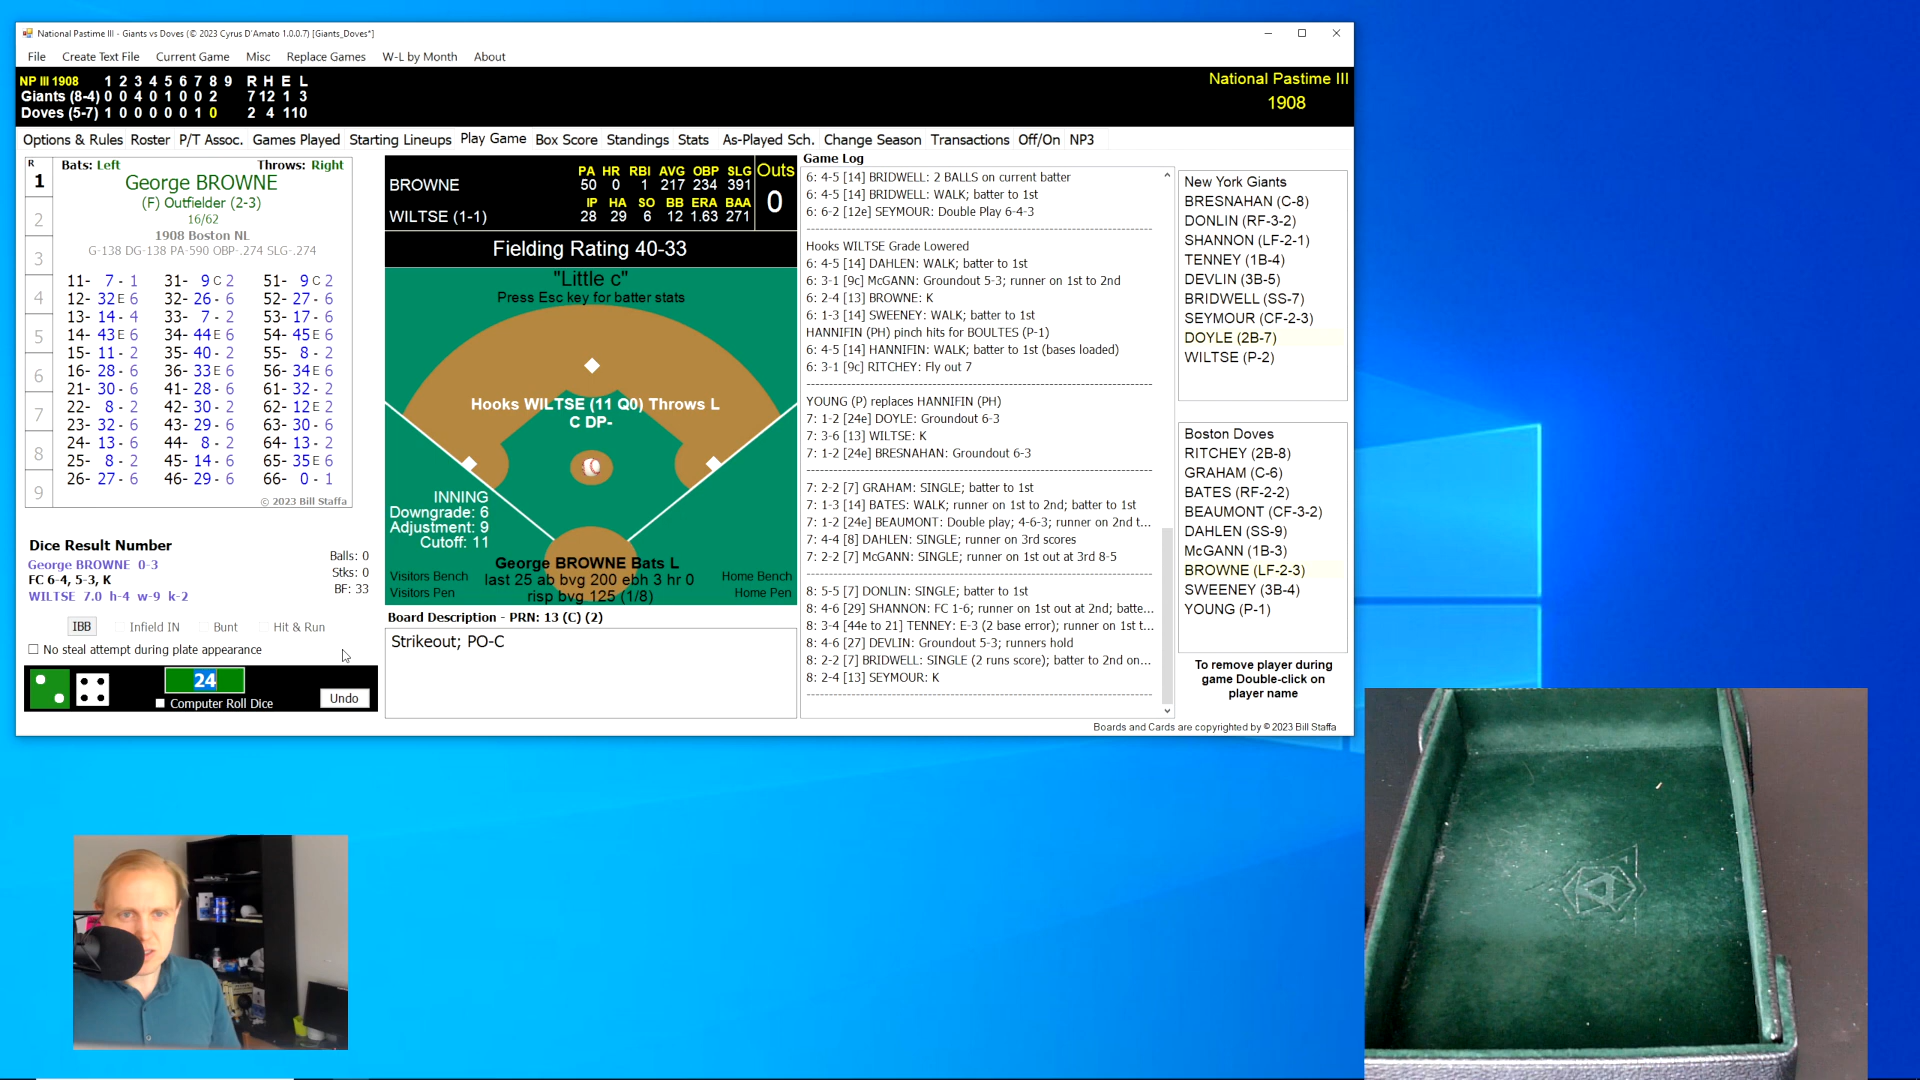 National Pastime III - Giants vs Doves (© 2023 Cyrus D'Amato 1.0.0.7) [Giants_Doves*]
File Create Text File Current Game Misc Replace Games W-L by Month About
NP III 1908 1 2 3 4 5 6 7 8 9 R H E L
Giants (8-4) 0 0 4 0 1 0 0 2 7 12 1 3
Doves (5-7) 1 0 0 0 0 0 1 0 2 4 1 10
National Pastime III
1908
Options & Rules Roster P/T Assoc. Games Played Starting Lineups Play Game Box Score Standings Stats As-Played Sch. Change Season Transactions Off/On NP3
R
1
2
3
4
5
6
7
8
9
Bats: Left Throws: Right
George BROWNE
(F) Outfielder (2-3)
16/62
1908 Boston NL
G-138 DG-138 PA-590 OBP-.274 SLG-.274
11- 7 - 1 31- 9 C 2 51- 9 C 2
12- 32 E 6 32- 26 - 6 52- 27 - 6
13- 14 - 4 33- 7 - 2 53- 17 - 6
14- 43 E 6 34- 44 E 6 54- 45 E 6
15- 11 - 2 35- 40 - 2 55- 8 - 2
16- 28 - 6 36- 33 E 6 56- 34 E 6
21- 30 - 6 41- 28 - 6 61- 32 - 2
22- 8 - 2 42- 30 - 2 62- 12 E 2
23- 32 - 6 43- 29 - 6 63- 30 - 6
24- 13 - 6 44- 8 - 2 64- 13 - 2
25- 8 - 2 45- 14 - 6 65- 35 E 6
26- 27 - 6 46- 29 - 6 66- 0 - 1
© 2023 Bill Staffa
Dice Result Number
George BROWNE 0-3
FC 6-4, 5-3, K
WILTSE 7.0 h-4 w-9 k-2
Balls: 0
Stks: 0
BF: 33
IBB Infield IN Bunt Hit & Run
No steal attempt during plate appearance
24
Computer Roll Dice
Undo
PA HR RBI AVG OBP SLG
BROWNE 50 0 1 217 234 391
IP HA SO BB ERA BAA
WILTSE (1-1) 28 29 6 12 1.63 271
Outs
0
Fielding Rating 40-33
"Little c"
Press Esc key for batter stats
Hooks WILTSE (11 Q0) Throws L
C DP-
INNING
Downgrade: 6
Adjustment: 9
Cutoff: 11
George BROWNE Bats L
last 25 ab bvg 200 ebh 3 hr 0
risp bvg 125 (1/8)
Visitors Bench
Visitors Pen
Home Bench
Home Pen
Board Description - PRN: 13 (C) (2)
Strikeout; PO-C
Game Log
6: 4-5 [14] BRIDWELL: 2 BALLS on current batter
6: 4-5 [14] BRIDWELL: WALK; batter to 1st
6: 6-2 [12e] SEYMOUR: Double Play 6-4-3
Hooks WILTSE Grade Lowered
6: 4-5 [14] DAHLEN: WALK; batter to 1st
6: 3-1 [9c] McGANN: Groundout 5-3; runner on 1st to 2nd
6: 2-4 [13] BROWNE: K
6: 1-3 [14] SWEENEY: WALK; batter to 1st
HANNIFIN (PH) pinch hits for BOULTES (P-1)
6: 4-5 [14] HANNIFIN: WALK; batter to 1st (bases loaded)
6: 3-1 [9c] RITCHEY: Fly out 7
YOUNG (P) replaces HANNIFIN (PH)
7: 1-2 [24e] DOYLE: Groundout 6-3
7: 3-6 [13] WILTSE: K
7: 1-2 [24e] BRESNAHAN: Groundout 6-3
7: 2-2 [7] GRAHAM: SINGLE; batter to 1st
7: 1-3 [14] BATES: WALK; runner on 1st to 2nd; batter to 1st
7: 1-2 [24e] BEAUMONT: Double play; 4-6-3; runner on 2nd t...
7: 4-4 [8] DAHLEN: SINGLE; runner on 3rd scores
7: 2-2 [7] McGANN: SINGLE; runner on 1st out at 3rd 8-5
8: 5-5 [7] DONLIN: SINGLE; batter to 1st
8: 4-6 [29] SHANNON: FC 1-6; runner on 1st out at 2nd; batte...
8: 3-4 [44e to 21] TENNEY: E-3 (2 base error); runner on 1st t...
8: 4-6 [27] DEVLIN: Groundout 5-3; runners hold
8: 2-2 [7] BRIDWELL: SINGLE (2 runs score); batter to 2nd on...
8: 2-4 [13] SEYMOUR: K
New York Giants
BRESNAHAN (C-8)
DONLIN (RF-3-2)
SHANNON (LF-2-1)
TENNEY (1B-4)
DEVLIN (3B-5)
BRIDWELL (SS-7)
SEYMOUR (CF-2-3)
DOYLE (2B-7)
WILTSE (P-2)
Boston Doves
RITCHEY (2B-8)
GRAHAM (C-6)
BATES (RF-2-2)
BEAUMONT (CF-3-2)
DAHLEN (SS-9)
McGANN (1B-3)
BROWNE (LF-2-3)
SWEENEY (3B-4)
YOUNG (P-1)
To remove player during
game Double-click on
player name
Boards and Cards are copyrighted by © 2023 Bill Staffa